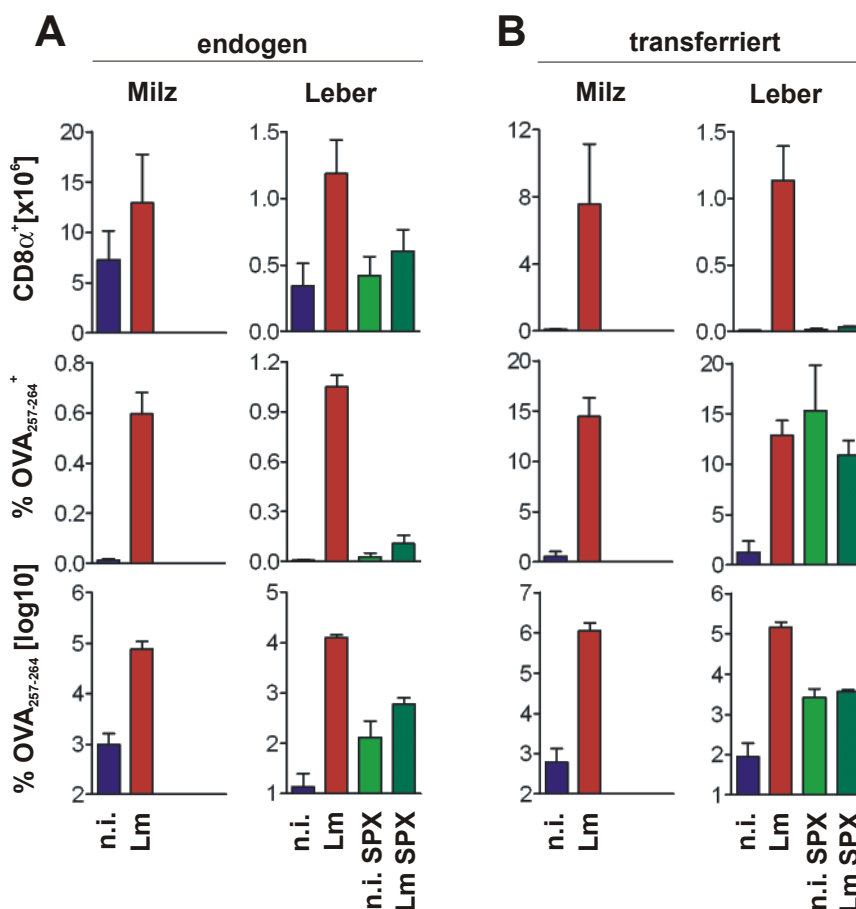 A
endogen
Milz
Leber
B
transferriert
Milz
Leber
CD8α⁺[x10⁶]
20
15
10
5
0
1.5
1.0
0.5
0.0
12
8
4
0
1.5
1.0
0.5
0.0
% OVA₂₅₇₋₂₆₄⁺
0.8
0.6
0.4
0.2
0.0
1.2
0.9
0.6
0.3
0.0
20
15
10
5
0
20
15
10
5
0
% OVA₂₅₇₋₂₆₄ [log10]
6
5
4
3
2
5
4
3
2
1
7
6
5
4
3
2
6
5
4
3
2
1
n.i.
Lm
n.i.
Lm
n.i. SPX
Lm SPX
n.i.
Lm
n.i.
Lm
n.i. SPX
Lm SPX